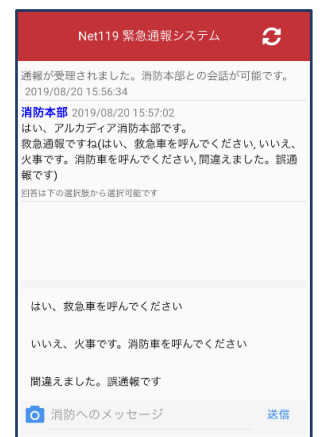 Net119 緊急通報システム
通報が受理されました。消防本部との会話が可能です。
2019/08/20 15:56:34
消防本部 2019/08/20 15:57:02
はい、アルカディア消防本部です。
救急通報ですね(はい、救急車を呼んでください, いいえ、
火事です。消防車を呼んでください, 間違えました。誤通
報です)
回答は下の選択肢から選択可能です
はい、救急車を呼んでください
いいえ、火事です。消防車を呼んでください
間違えました。誤通報です
消防へのメッセージ
送信